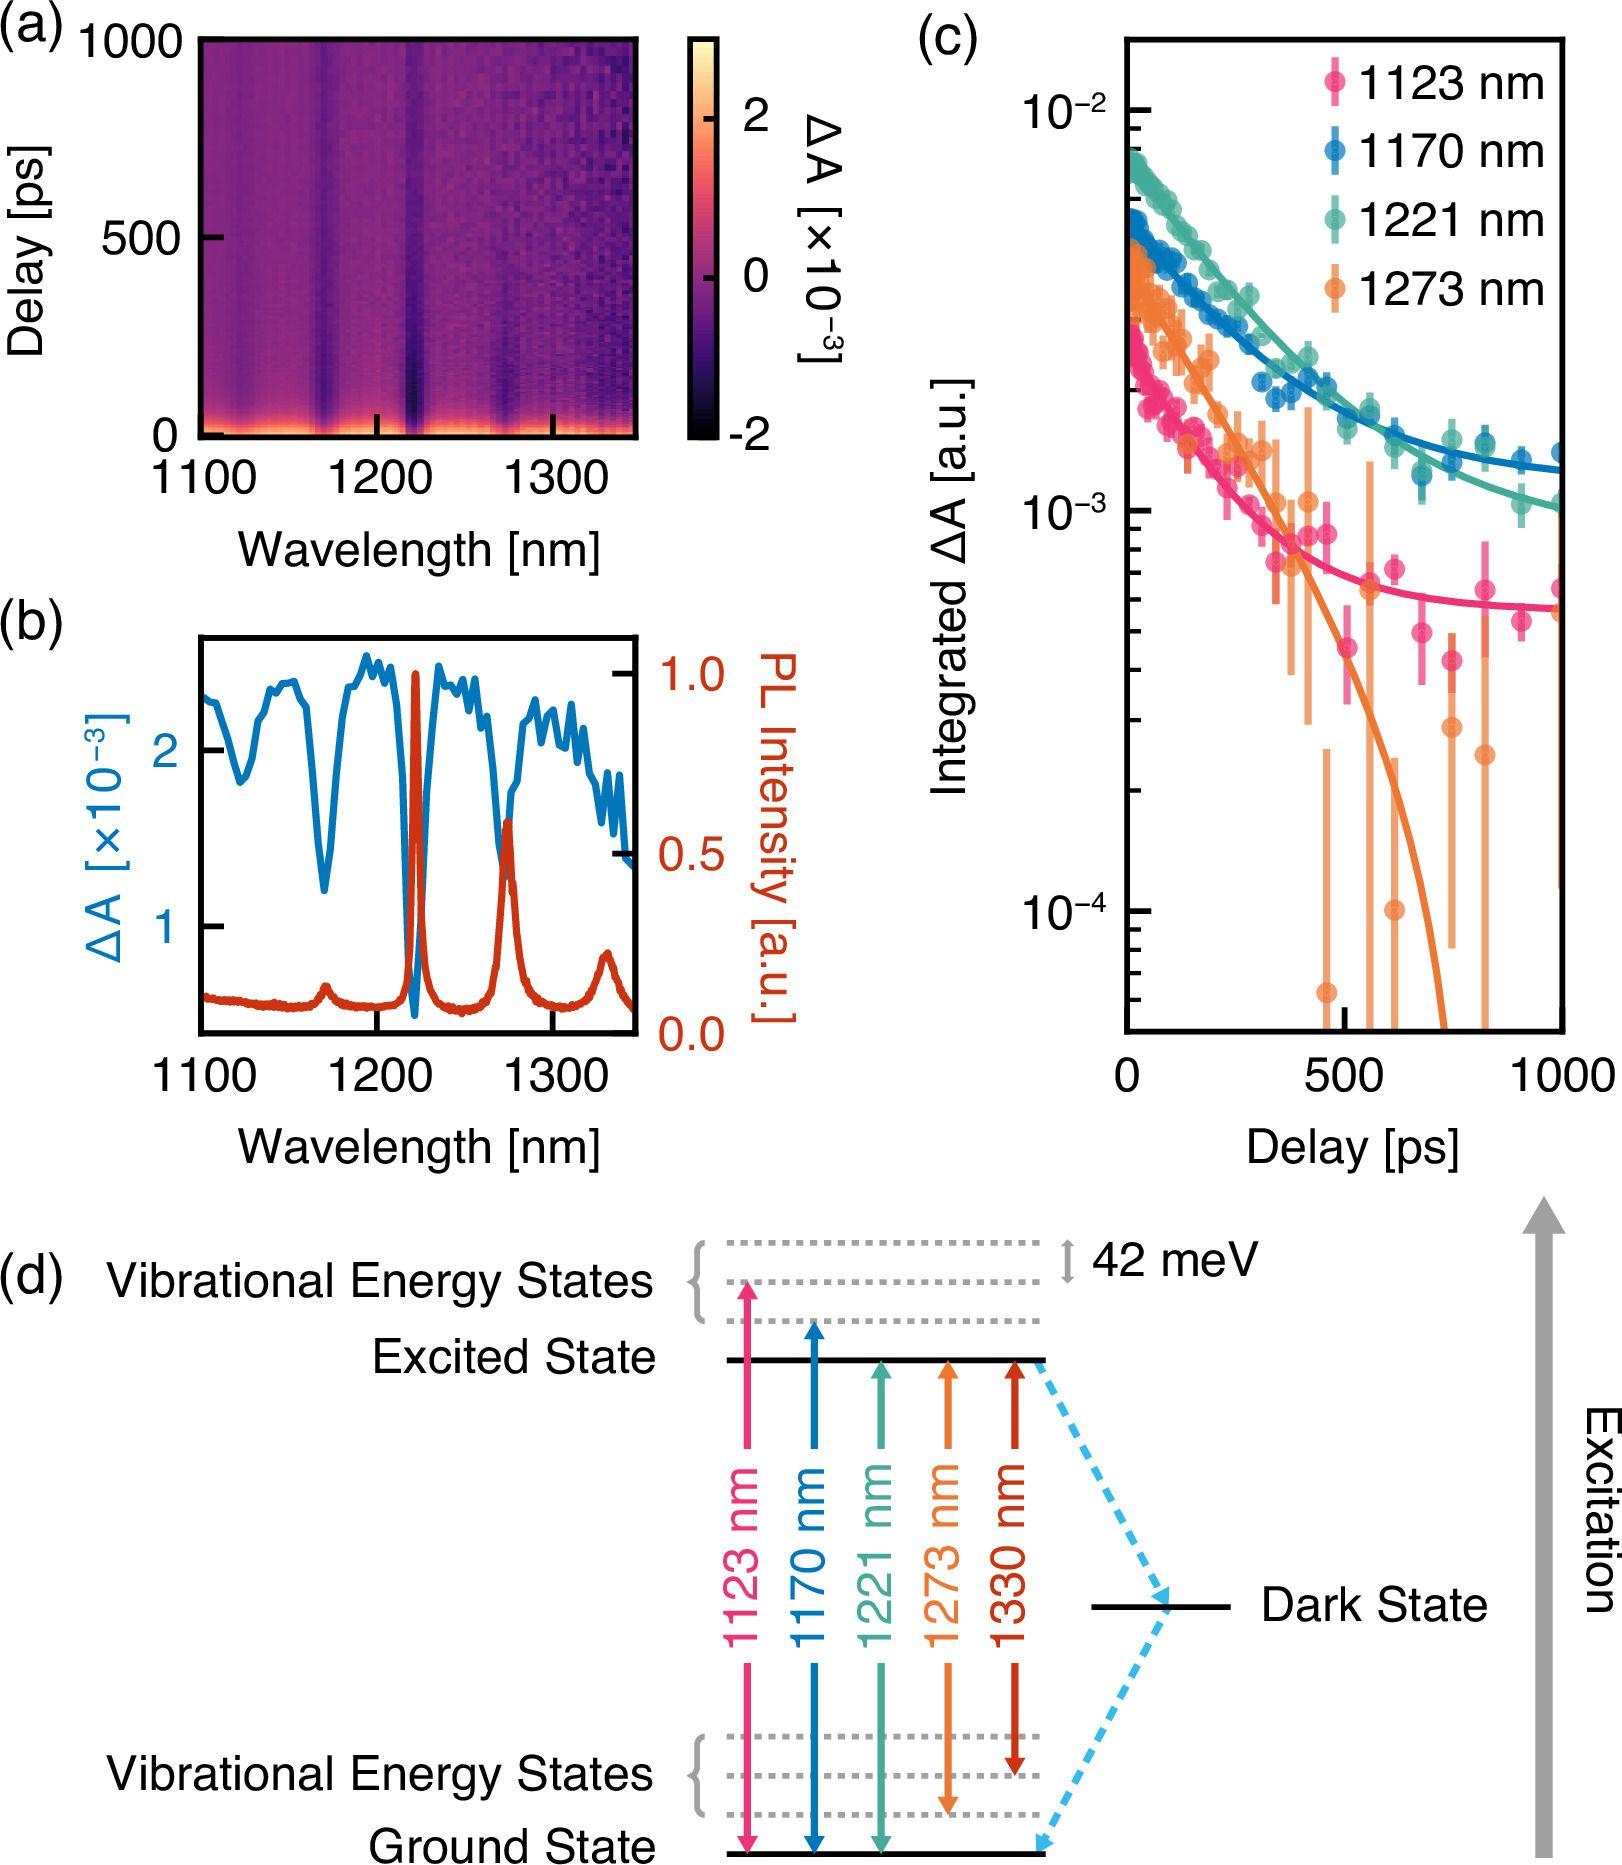 (a)
1000
500
0
Delay [ps]
1100 1200 1300
Wavelength [nm]
2
0
-2
ΔA [×10⁻³]
(b)
2
1
ΔA [×10⁻³]
1.0
0.5
0.0
PL Intensity [a.u.]
1100 1200 1300
Wavelength [nm]
(c)
10⁻²
10⁻³
10⁻⁴
Integrated ΔA [a.u.]
1123 nm
1170 nm
1221 nm
1273 nm
0 500 1000
Delay [ps]
(d)
Vibrational Energy States
42 meV
Excited State
1123 nm
1170 nm
1221 nm
1273 nm
1330 nm
Dark State
Vibrational Energy States
Ground State
Excitation